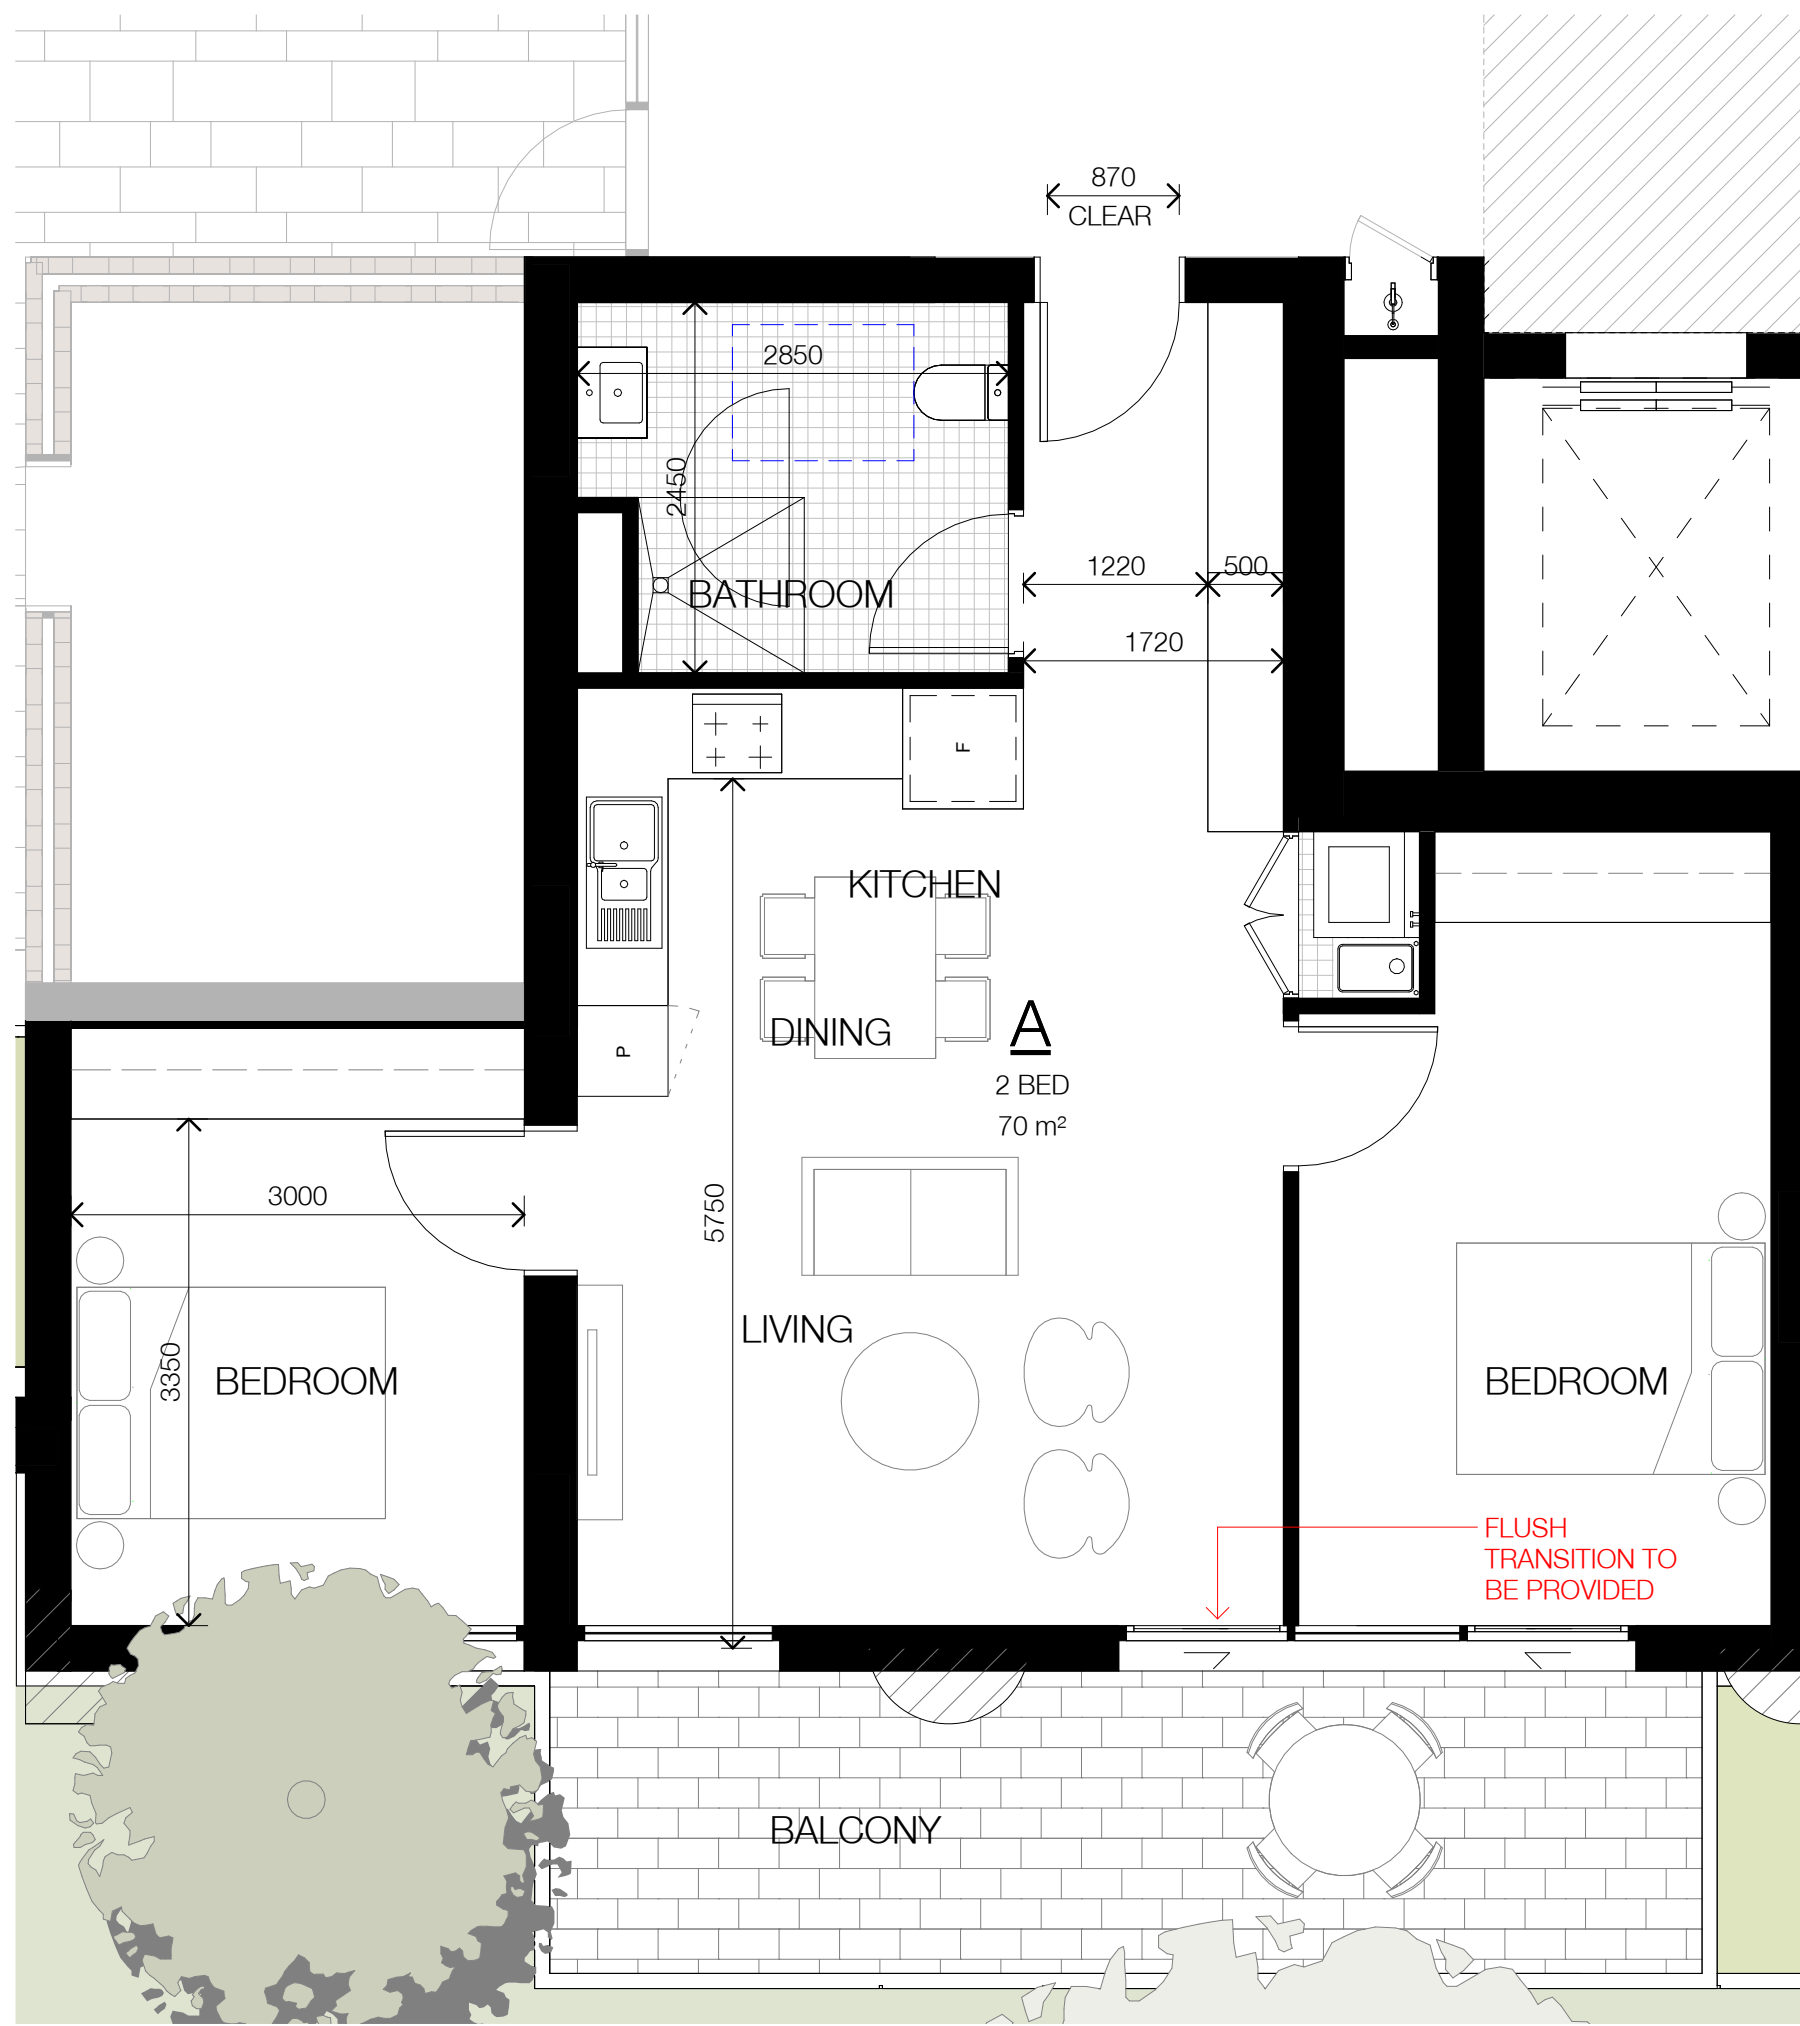 870
CLEAR
2850
2450
BATHROOM
1220
500
1720
F
KITCHEN
DINING
A
P
2 BED
70 m²
3000
5750
LIVING
3350
BEDROOM
BEDROOM
FLUSH
TRANSITION TO
BE PROVIDED
BALCONY